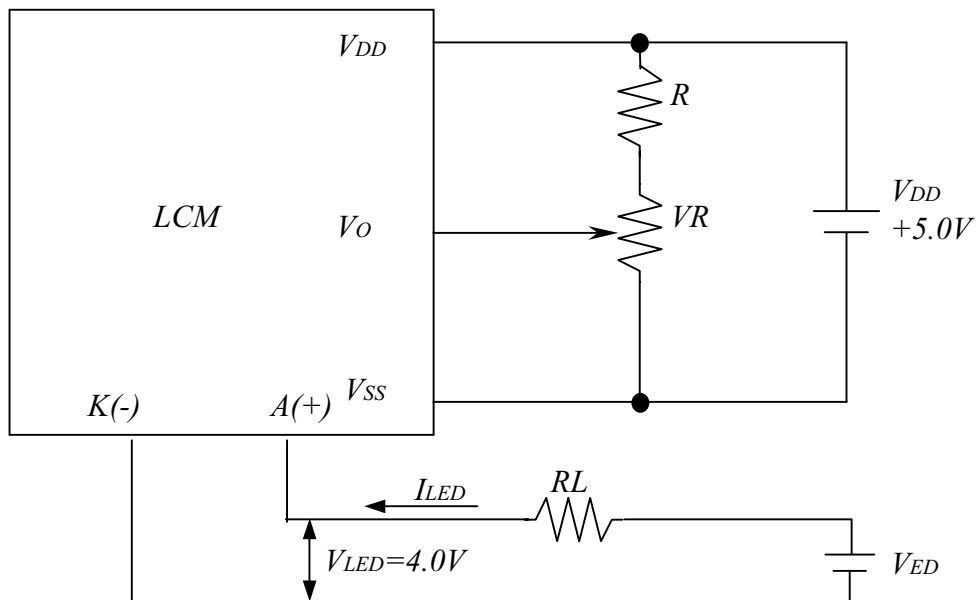 VDD
R
LCM
VO
VR
VDD
+5.0V
VSS
K(-)
A(+)
ILED
RL
VLED=4.0V
VED